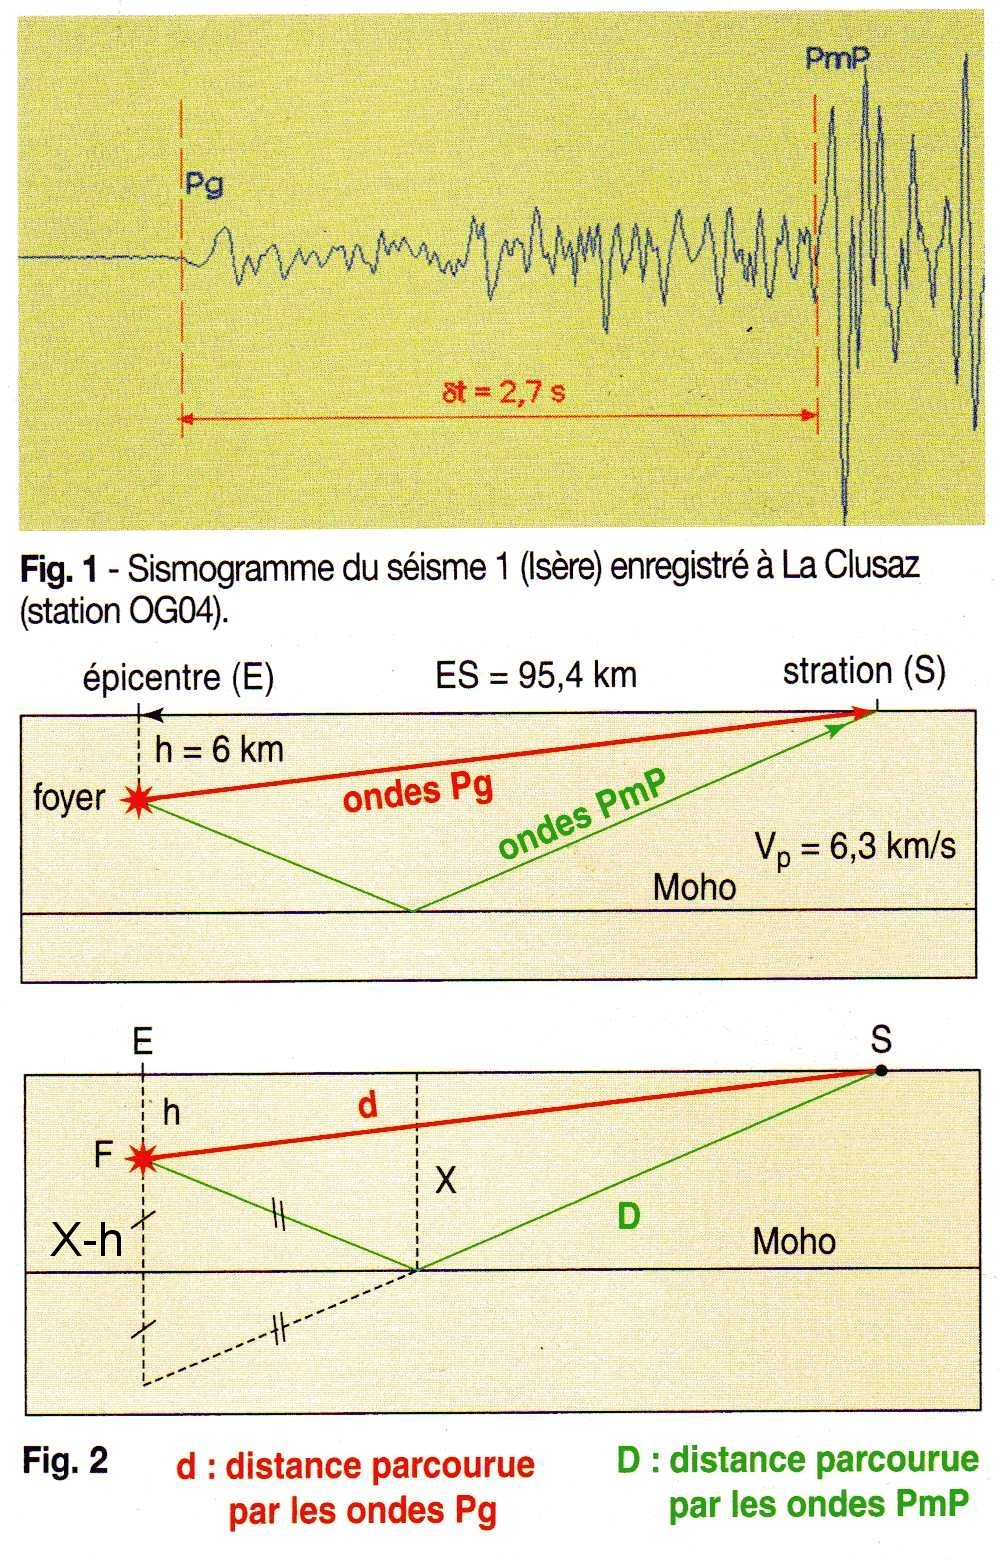 PmP
Pg
δt = 2,7 s
Fig. 1 - Sismogramme du séisme 1 (Isère) enregistré à La Clusaz
(station OG04).
épicentre (E)
ES = 95,4 km
stration (S)
h = 6 km
foyer
ondes Pg
ondes PmP
Vp = 6,3 km/s
Moho
E
S
h
d
F
X
X-h
D
Moho
Fig. 2
d : distance parcourue
par les ondes Pg
D : distance parcourue
par les ondes PmP